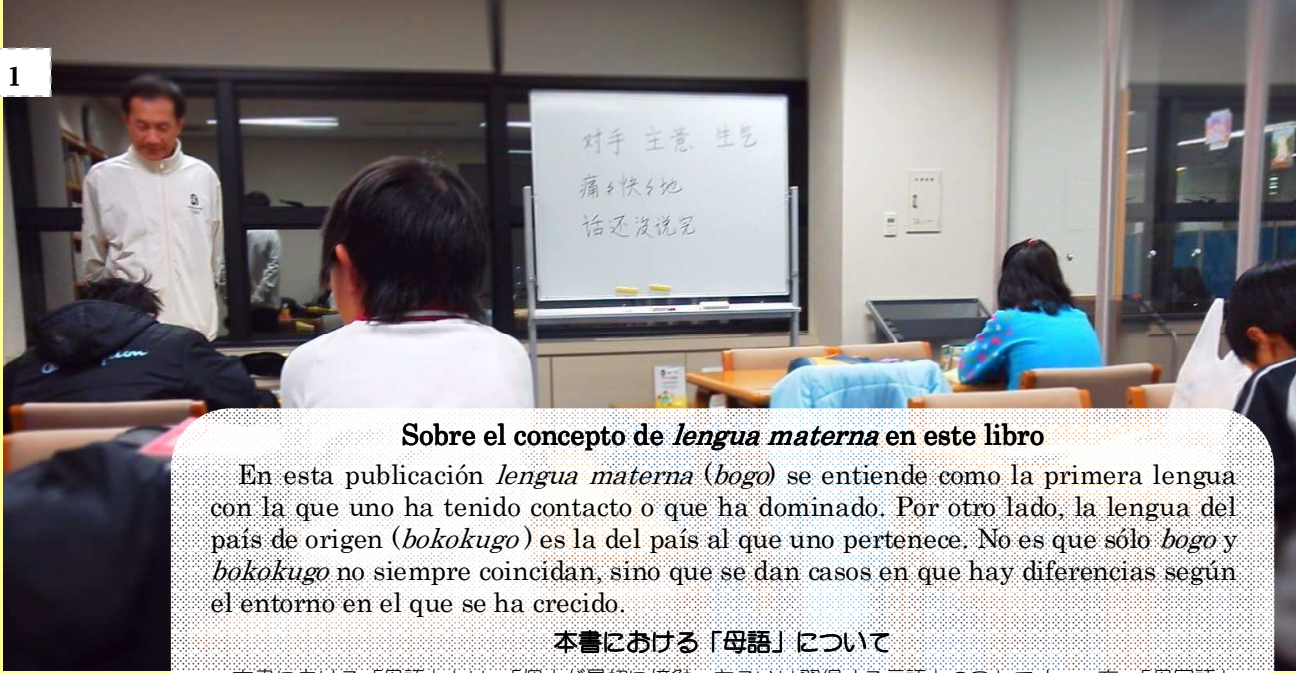 1
对手 主意 生气
痛々快々地
话还没说完
Sobre el concepto de lengua materna en este libro
En esta publicación lengua materna (bogo) se entiende como la primera lengua
con la que uno ha tenido contacto o que ha dominado. Por otro lado, la lengua del
país de origen (bokokugo) es la del país al que uno pertenece. No es que sólo bogo y
bokokugo no siempre coincidan, sino que se dan casos en que hay diferencias según
el entorno en el que se ha crecido.
本書における「母語」について